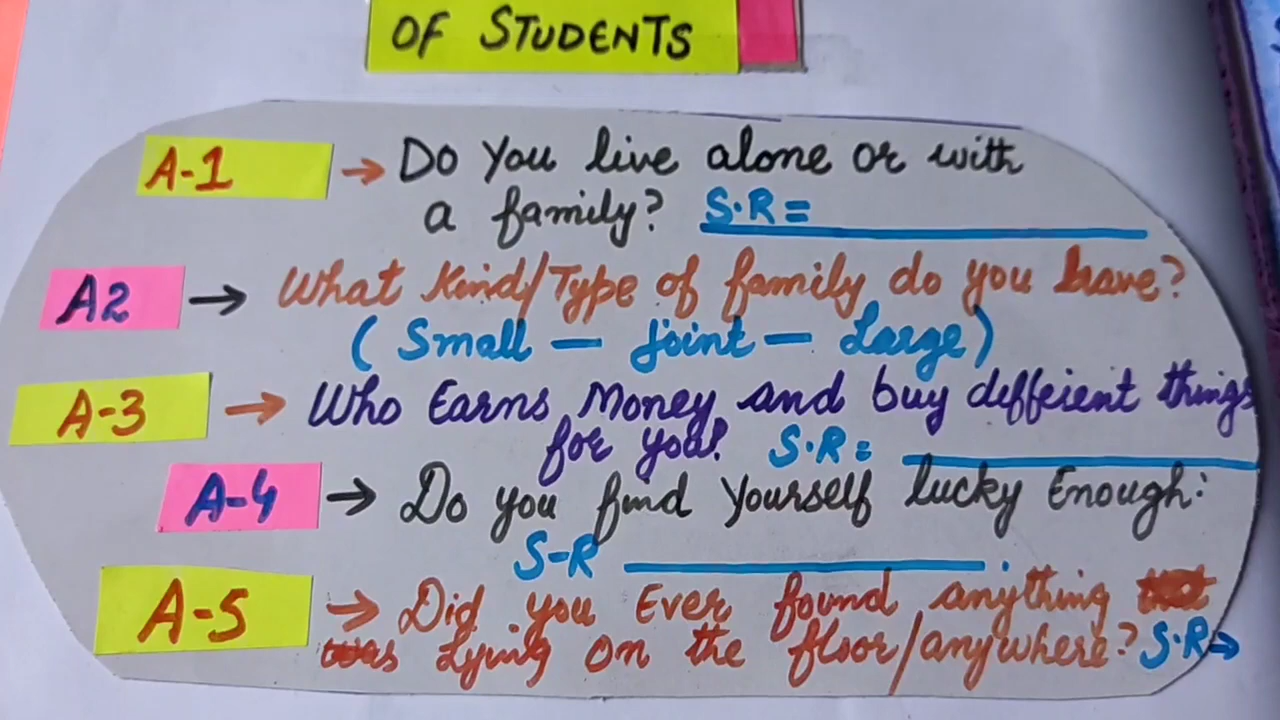 OF STUDENTS
A-1 → Do you live alone or with
a family? S.R =
A2 → What Kind/Type of family do you have?
(Small — Joint — Large)
A-3 → Who Earns Money and buy different things
for you? S.R =
A-4 → Do you find yourself lucky Enough:
S-R .
A-5 → Did you Ever found anything
was Lying on the floor/anywhere? S.R→